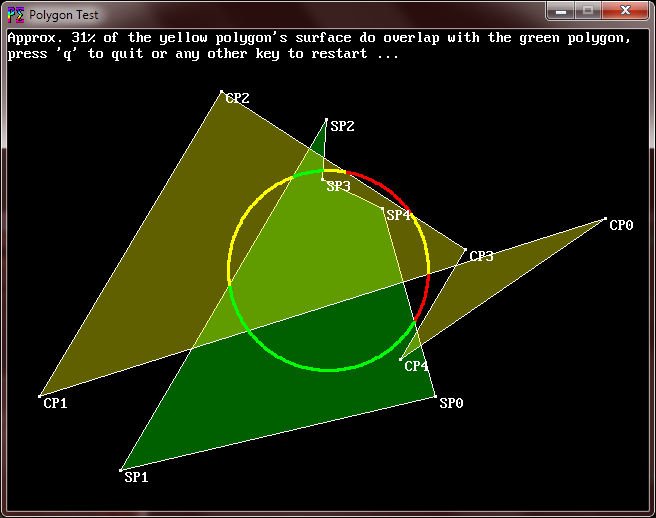 Polygon Test
Approx. 31% of the yellow polygon's surface do overlap with the green polygon,
press 'q' to quit or any other key to restart ...
CP2
SP2
SP3
SP4
CP0
CP3
CP4
CP1
SP0
SP1